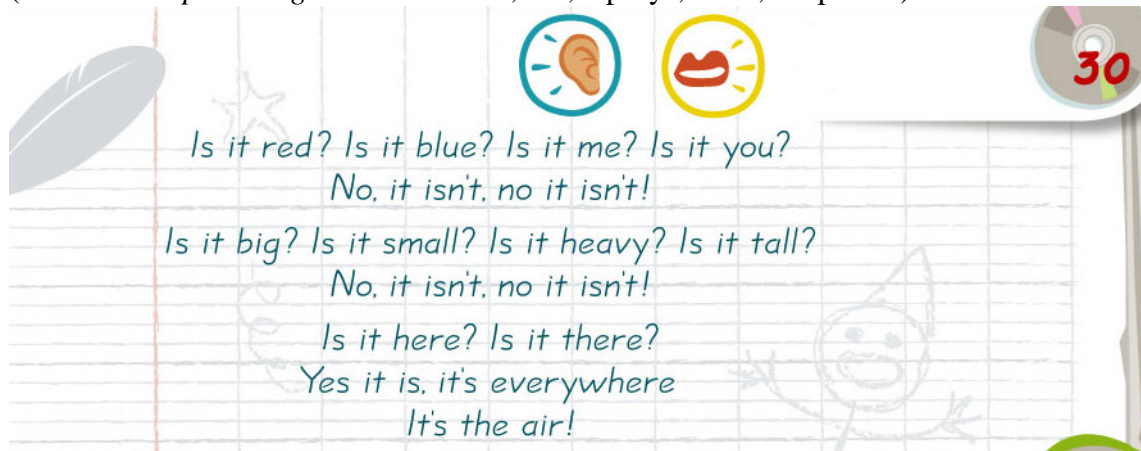 30
Is it red? Is it blue? Is it me? Is it you?
No, it isn't, no it isn't!
Is it big? Is it small? Is it heavy? Is it tall?
No, it isn't, no it isn't!
Is it here? Is it there?
Yes it is, it's everywhere
It's the air!